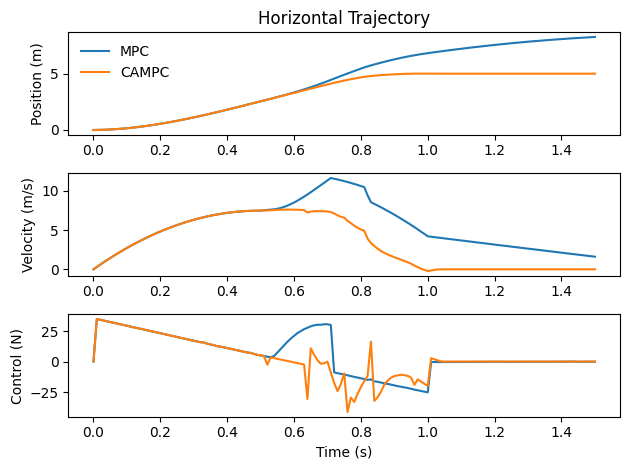 Horizontal Trajectory
Position (m)
5
0
MPC
CAMPC
0.0 0.2 0.4 0.6 0.8 1.0 1.2 1.4
Velocity (m/s)
10
5
0
0.0 0.2 0.4 0.6 0.8 1.0 1.2 1.4
Control (N)
25
0
−25
0.0 0.2 0.4 0.6 0.8 1.0 1.2 1.4
Time (s)